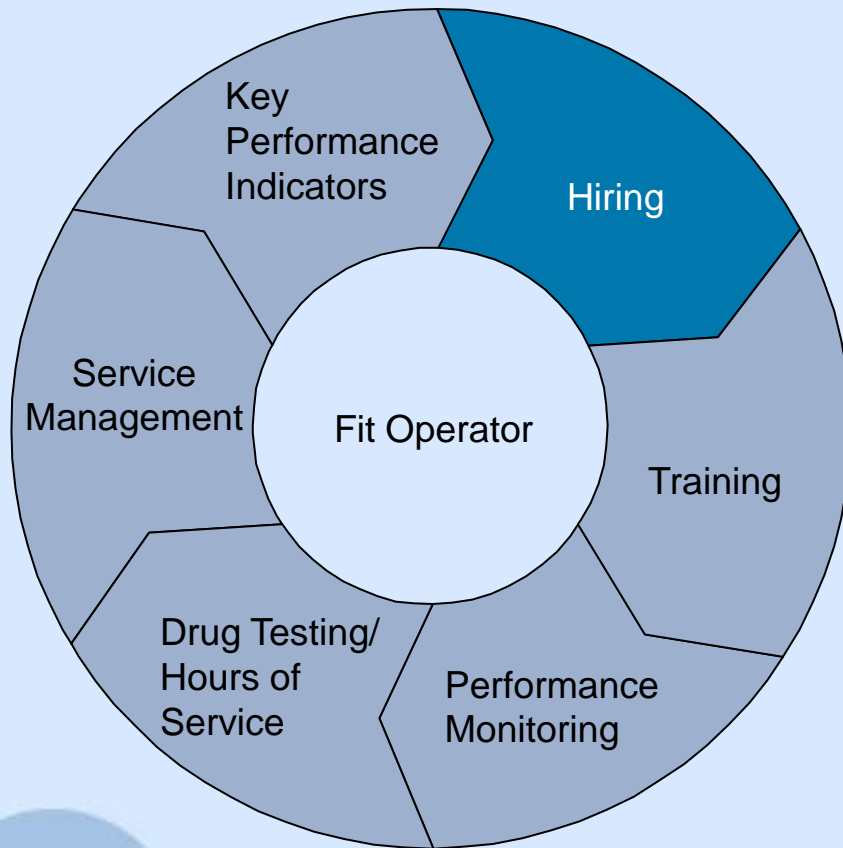 Key
Performance
Indicators
Hiring
Service
Management
Fit Operator
Training
Drug Testing/
Hours of
Service
Performance
Monitoring